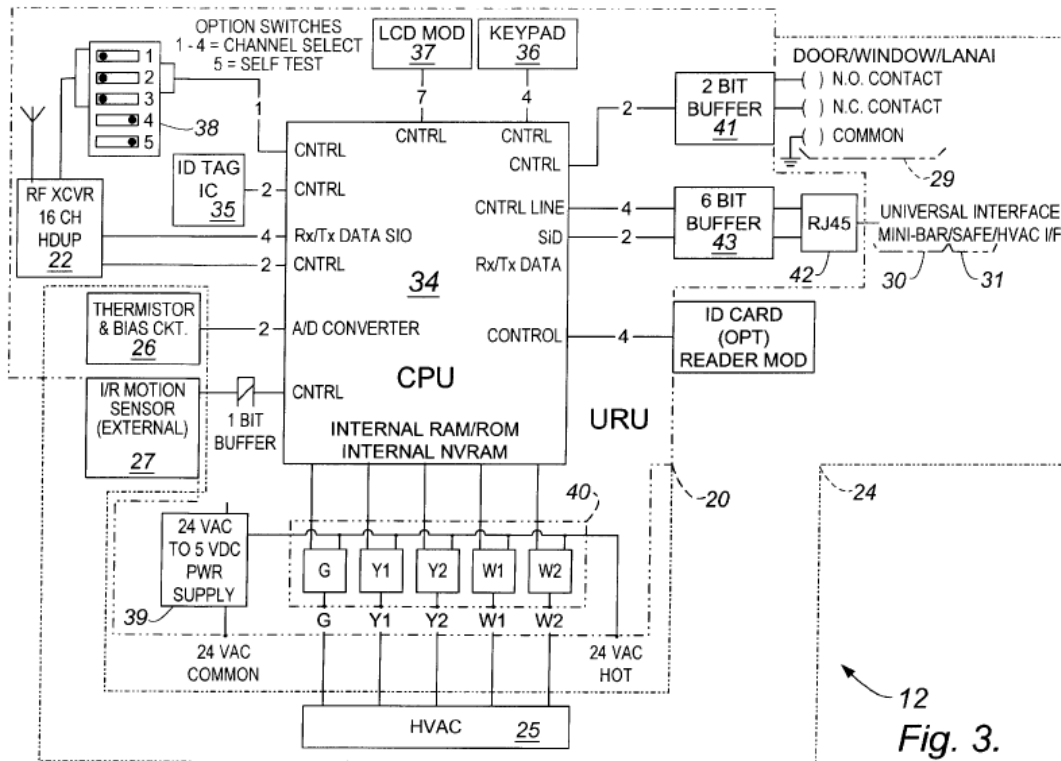 OPTION SWITCHES
1 - 4 = CHANNEL SELECT
5 = SELF TEST
1
2
3
4
5
38
LCD MOD
37
KEYPAD
36
DOOR/WINDOW/LANAI
N.O. CONTACT
N.C. CONTACT
COMMON
29
2 BIT
BUFFER
41
2
1
7
4
CNTRL
CNTRL
CNTRL
CNTRL
ID TAG
IC
35
2
CNTRL
RF XCVR
16 CH
HDUP
22
4
Rx/Tx DATA SIO
2
CNTRL
34
CNTRL LINE
4
SiD
2
Rx/Tx DATA
6 BIT
BUFFER
43
RJ45
42
UNIVERSAL INTERFACE
MINI-BAR/SAFE/HVAC I/F
30
31
THERMISTOR
& BIAS CKT.
26
2
A/D CONVERTER
CONTROL
4
ID CARD
(OPT)
READER MOD
CPU
I/R MOTION
SENSOR
(EXTERNAL)
27
1 BIT
BUFFER
CNTRL
URU
INTERNAL RAM/ROM
INTERNAL NVRAM
40
20
24
24 VAC
TO 5 VDC
PWR
SUPPLY
39
G
Y1
Y2
W1
W2
G
Y1
Y2
W1
W2
24 VAC
COMMON
24 VAC
HOT
HVAC
25
12
Fig. 3.